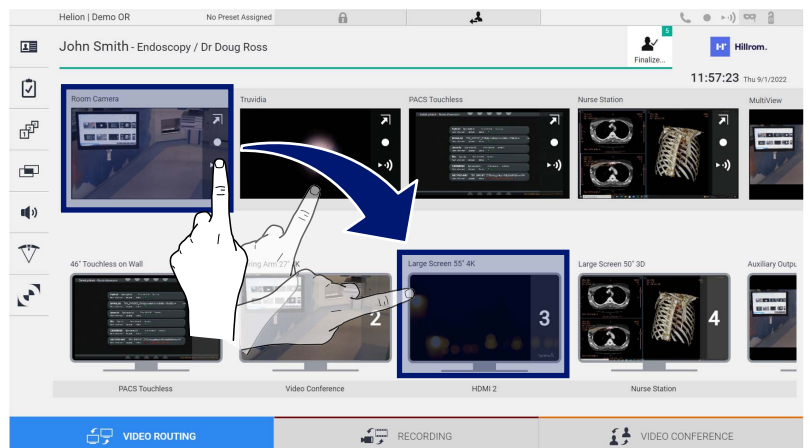 Helion | Demo OR
No Preset Assigned
John Smith - Endoscopy / Dr Doug Ross
5
Finalize...
H-r Hillrom.
11:57:23 Thu 9/1/2022
Room Camera
Truvidia
PACS Touchless
Nurse Station
MultiView
46" Touchless on Wall
27"
Large Screen 55" 4K
Large Screen 50" 3D
Auxiliary Outpu
2
3
4
PACS Touchless
Video Conference
HDMI 2
Nurse Station
VIDEO ROUTING
RECORDING
VIDEO CONFERENCE